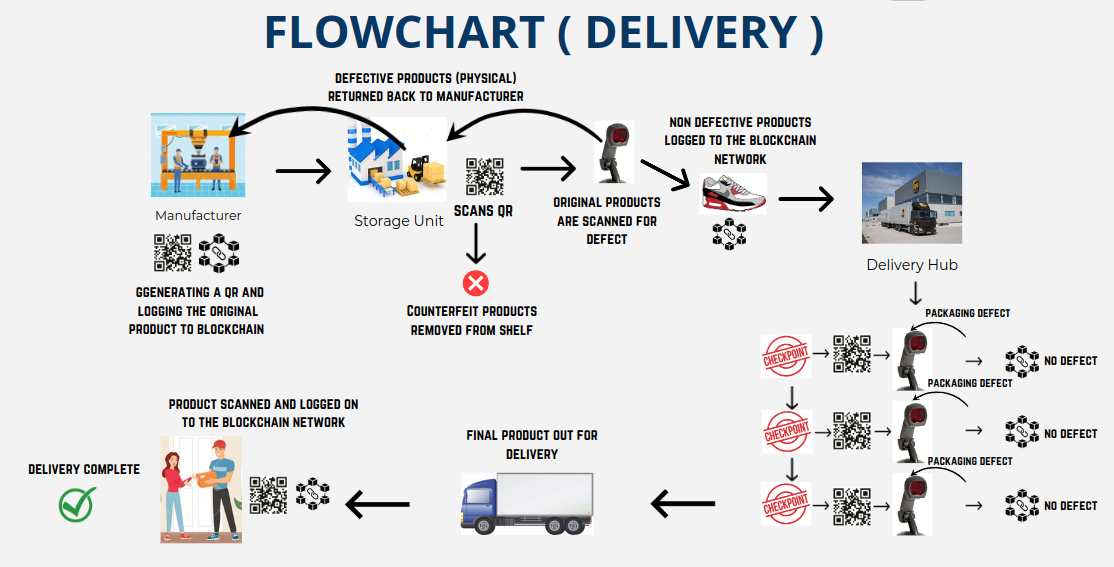 FLOWCHART ( DELIVERY )
DEFECTIVE PRODUCTS (PHYSICAL)
RETURNED BACK TO MANUFACTURER
NON DEFECTIVE PRODUCTS
LOGGED TO THE BLOCKCHAIN
NETWORK
Manufacturer
GGENERATING A QR AND
LOGGING THE ORIGINAL
PRODUCT TO BLOCKCHAIN
Storage Unit
SCANS QR
COUNTERFEIT PRODUCTS
REMOVED FROM SHELF
ORIGINAL PRODUCTS
ARE SCANNED FOR
DEFECT
Delivery Hub
PACKAGING DEFECT
CHECKPOINT
NO DEFECT
PACKAGING DEFECT
CHECKPOINT
NO DEFECT
PACKAGING DEFECT
CHECKPOINT
NO DEFECT
FINAL PRODUCT OUT FOR
DELIVERY
PRODUCT SCANNED AND LOGGED ON
TO THE BLOCKCHAIN NETWORK
DELIVERY COMPLETE